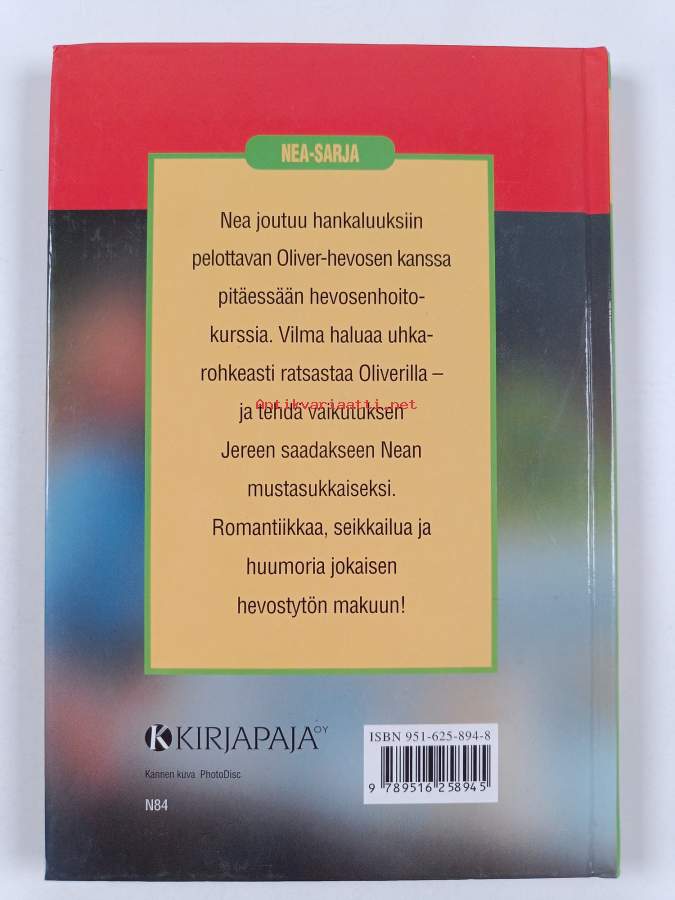 NEA-SARJA
Nea joutuu hankaluuksiin
pelottavan Oliver-hevosen kanssa
pitäessään hevosenhoito-
kurssia. Vilma haluaa uhka-
rohkeasti ratsastaa Oliverilla –
Antikvariaatti.net
ja tehdä vaikutuksen
Jereen saadakseen Nean
mustasukkaiseksi.
Romantiikkaa, seikkailua ja
huumoria jokaisen
hevostytön makuun!
KIRJAPAJA OY
ISBN 951-625-894-8
9 789516 258945
Kannen kuva PhotoDisc
N84